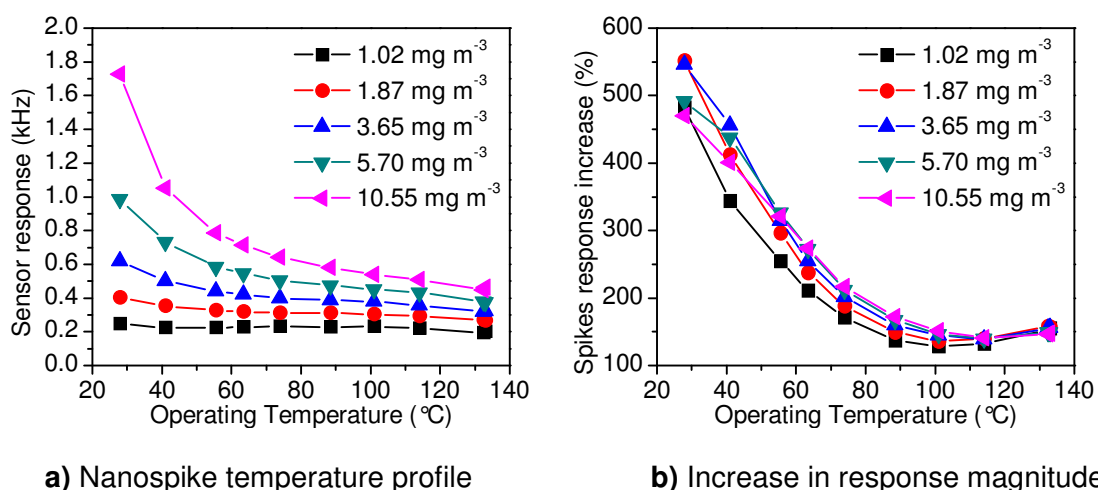 2.0
1.8
1.6
1.4
1.2
1.0
0.8
0.6
0.4
0.2
0.0
Sensor response (kHz)
1.02 mg m⁻³
1.87 mg m⁻³
3.65 mg m⁻³
5.70 mg m⁻³
10.55 mg m⁻³
20 40 60 80 100 120 140
Operating Temperature (°C)
a) Nanospike temperature profile
600
500
400
300
200
100
Spikes response increase (%)
1.02 mg m⁻³
1.87 mg m⁻³
3.65 mg m⁻³
5.70 mg m⁻³
10.55 mg m⁻³
20 40 60 80 100 120 140
Operating Temperature (°C)
b) Increase in response magnitude